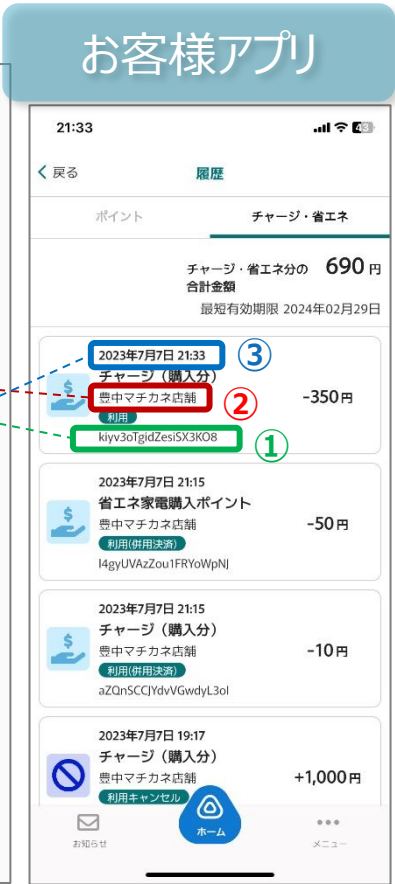 お客様アプリ
21:33
43
戻る
履歴
ポイント
チャージ・省エネ
チャージ・省エネ分の 690 円
合計金額
最短有効期限 2024年02月29日
2023年7月7日 21:33
③
チャージ（購入分）
豊中マチカネ店舗
②
-350円
利用
kiyv3oTgidZesiSX3KO8
①
2023年7月7日 21:15
省エネ家電購入ポイント
豊中マチカネ店舗
-50円
利用(併用決済)
l4gyUVAzZou1FRYoWpNJ
2023年7月7日 21:15
チャージ（購入分）
豊中マチカネ店舗
-10円
利用(併用決済)
aZQnSCCJYdvVGwdyL3ol
2023年7月7日 19:17
チャージ（購入分）
豊中マチカネ店舗
+1,000円
利用キャンセル
お知らせ
ホーム
メニュー